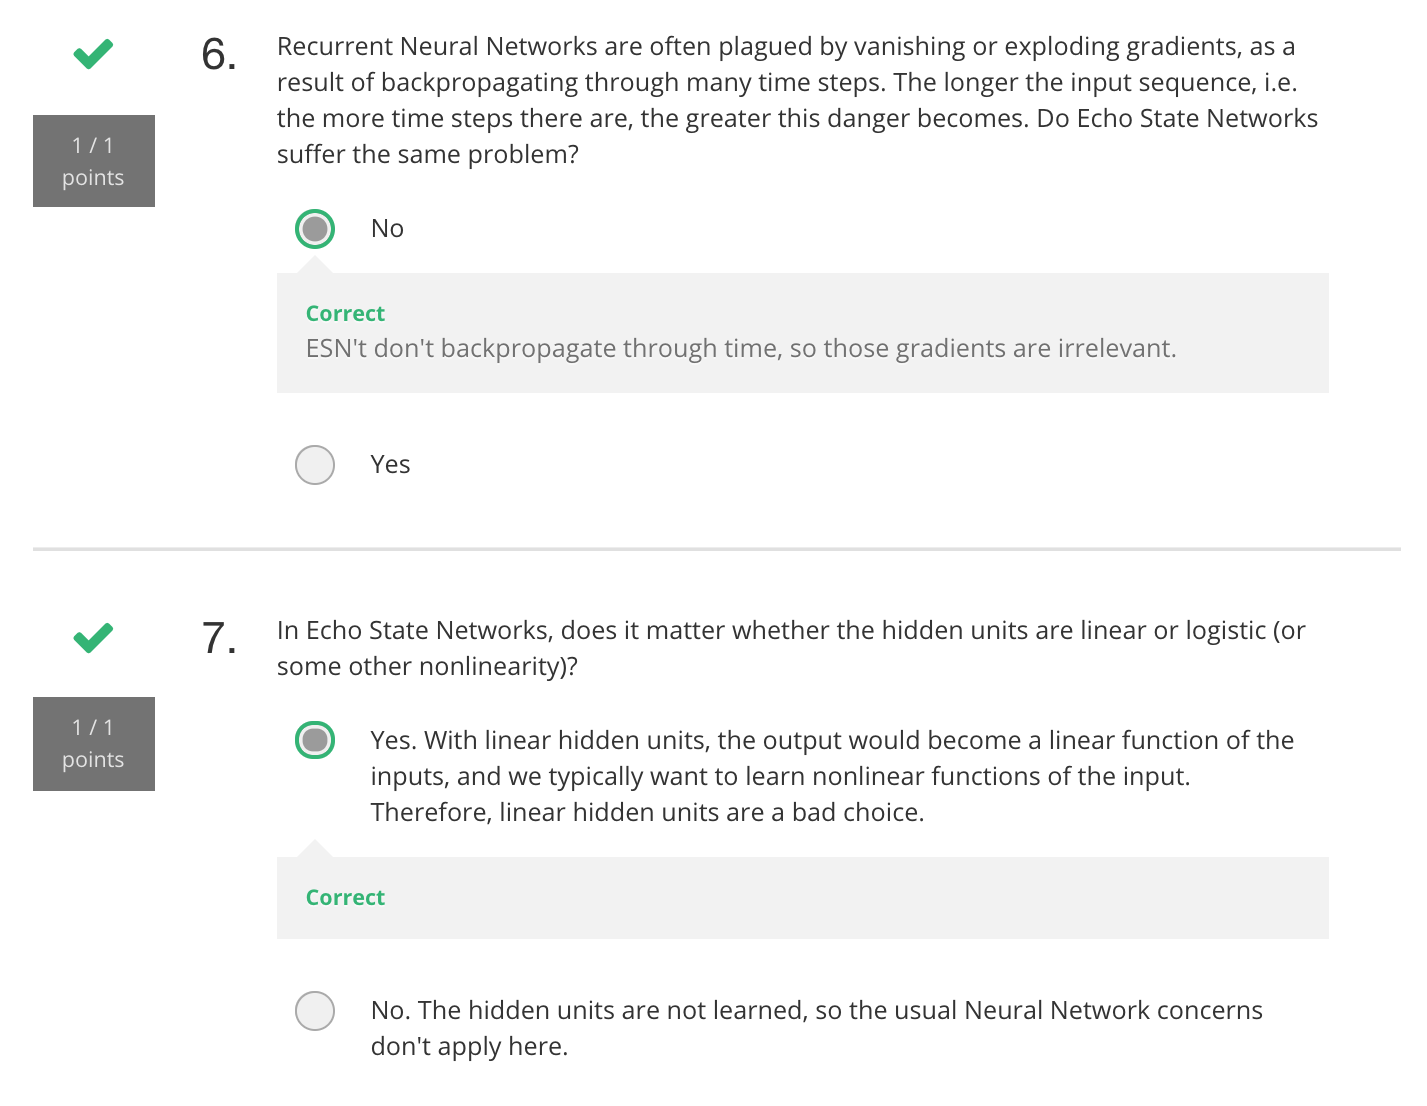 6.
Recurrent Neural Networks are often plagued by vanishing or exploding gradients, as a
result of backpropagating through many time steps. The longer the input sequence, i.e.
the more time steps there are, the greater this danger becomes. Do Echo State Networks
suffer the same problem?
1 / 1
points
No
Correct
ESN't don't backpropagate through time, so those gradients are irrelevant.
Yes
7.
In Echo State Networks, does it matter whether the hidden units are linear or logistic (or
some other nonlinearity)?
1 / 1
points
Yes. With linear hidden units, the output would become a linear function of the
inputs, and we typically want to learn nonlinear functions of the input.
Therefore, linear hidden units are a bad choice.
Correct
No. The hidden units are not learned, so the usual Neural Network concerns
don't apply here.